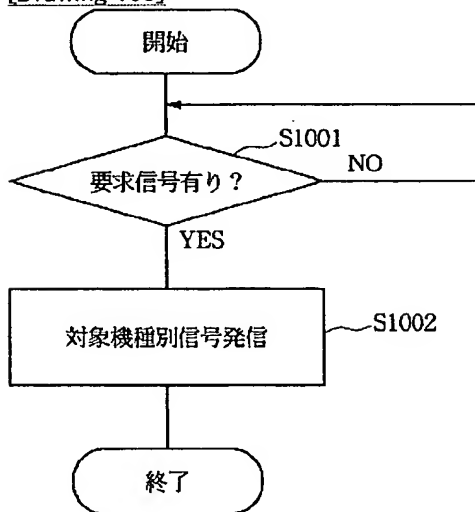 開始
S1001
要求信号有り?
NO
YES
対象機種別信号発信
S1002
終了